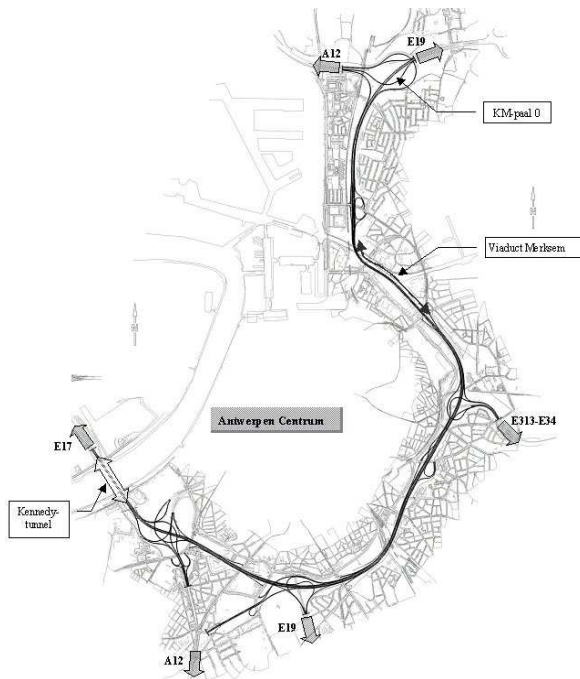 E19
A12
KM-paal 0
Viaduct Merksem
Antwerpen Centrum
E313-E34
E17
Kennedy-
tunnel
E19
A12